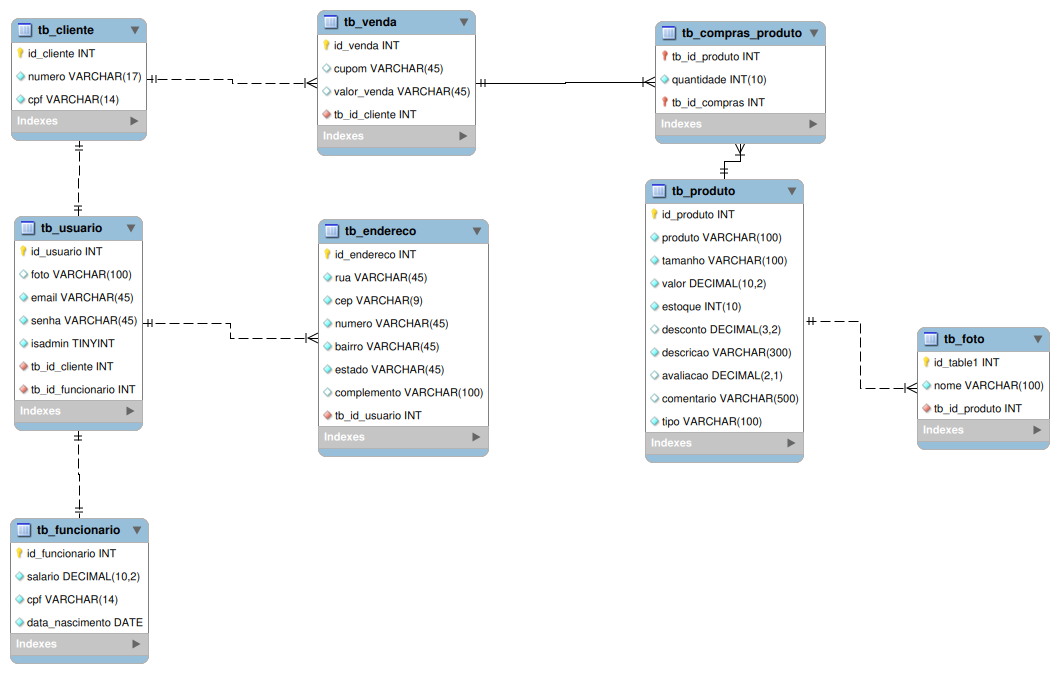 tb_cliente
id_cliente INT
numero VARCHAR(17)
cpf VARCHAR(14)
Indexes
tb_venda
id_venda INT
cupom VARCHAR(45)
valor_venda VARCHAR(45)
tb_id_cliente INT
Indexes
tb_compras_produto
tb_id_produto INT
quantidade INT(10)
tb_id_compras INT
Indexes
tb_usuario
id_usuario INT
foto VARCHAR(100)
email VARCHAR(45)
senha VARCHAR(45)
isadmin TINYINT
tb_id_cliente INT
tb_id_funcionario INT
Indexes
tb_endereco
id_endereco INT
rua VARCHAR(45)
cep VARCHAR(9)
numero VARCHAR(45)
bairro VARCHAR(45)
estado VARCHAR(45)
complemento VARCHAR(100)
tb_id_usuario INT
Indexes
tb_produto
id_produto INT
produto VARCHAR(100)
tamanho VARCHAR(100)
valor DECIMAL(10,2)
estoque INT(10)
desconto DECIMAL(3,2)
descricao VARCHAR(300)
avaliacao DECIMAL(2,1)
comentario VARCHAR(500)
tipo VARCHAR(100)
Indexes
tb_foto
id_table1 INT
nome VARCHAR(100)
tb_id_produto INT
Indexes
tb_funcionario
id_funcionario INT
salario DECIMAL(10,2)
cpf VARCHAR(14)
data_nascimento DATE
Indexes